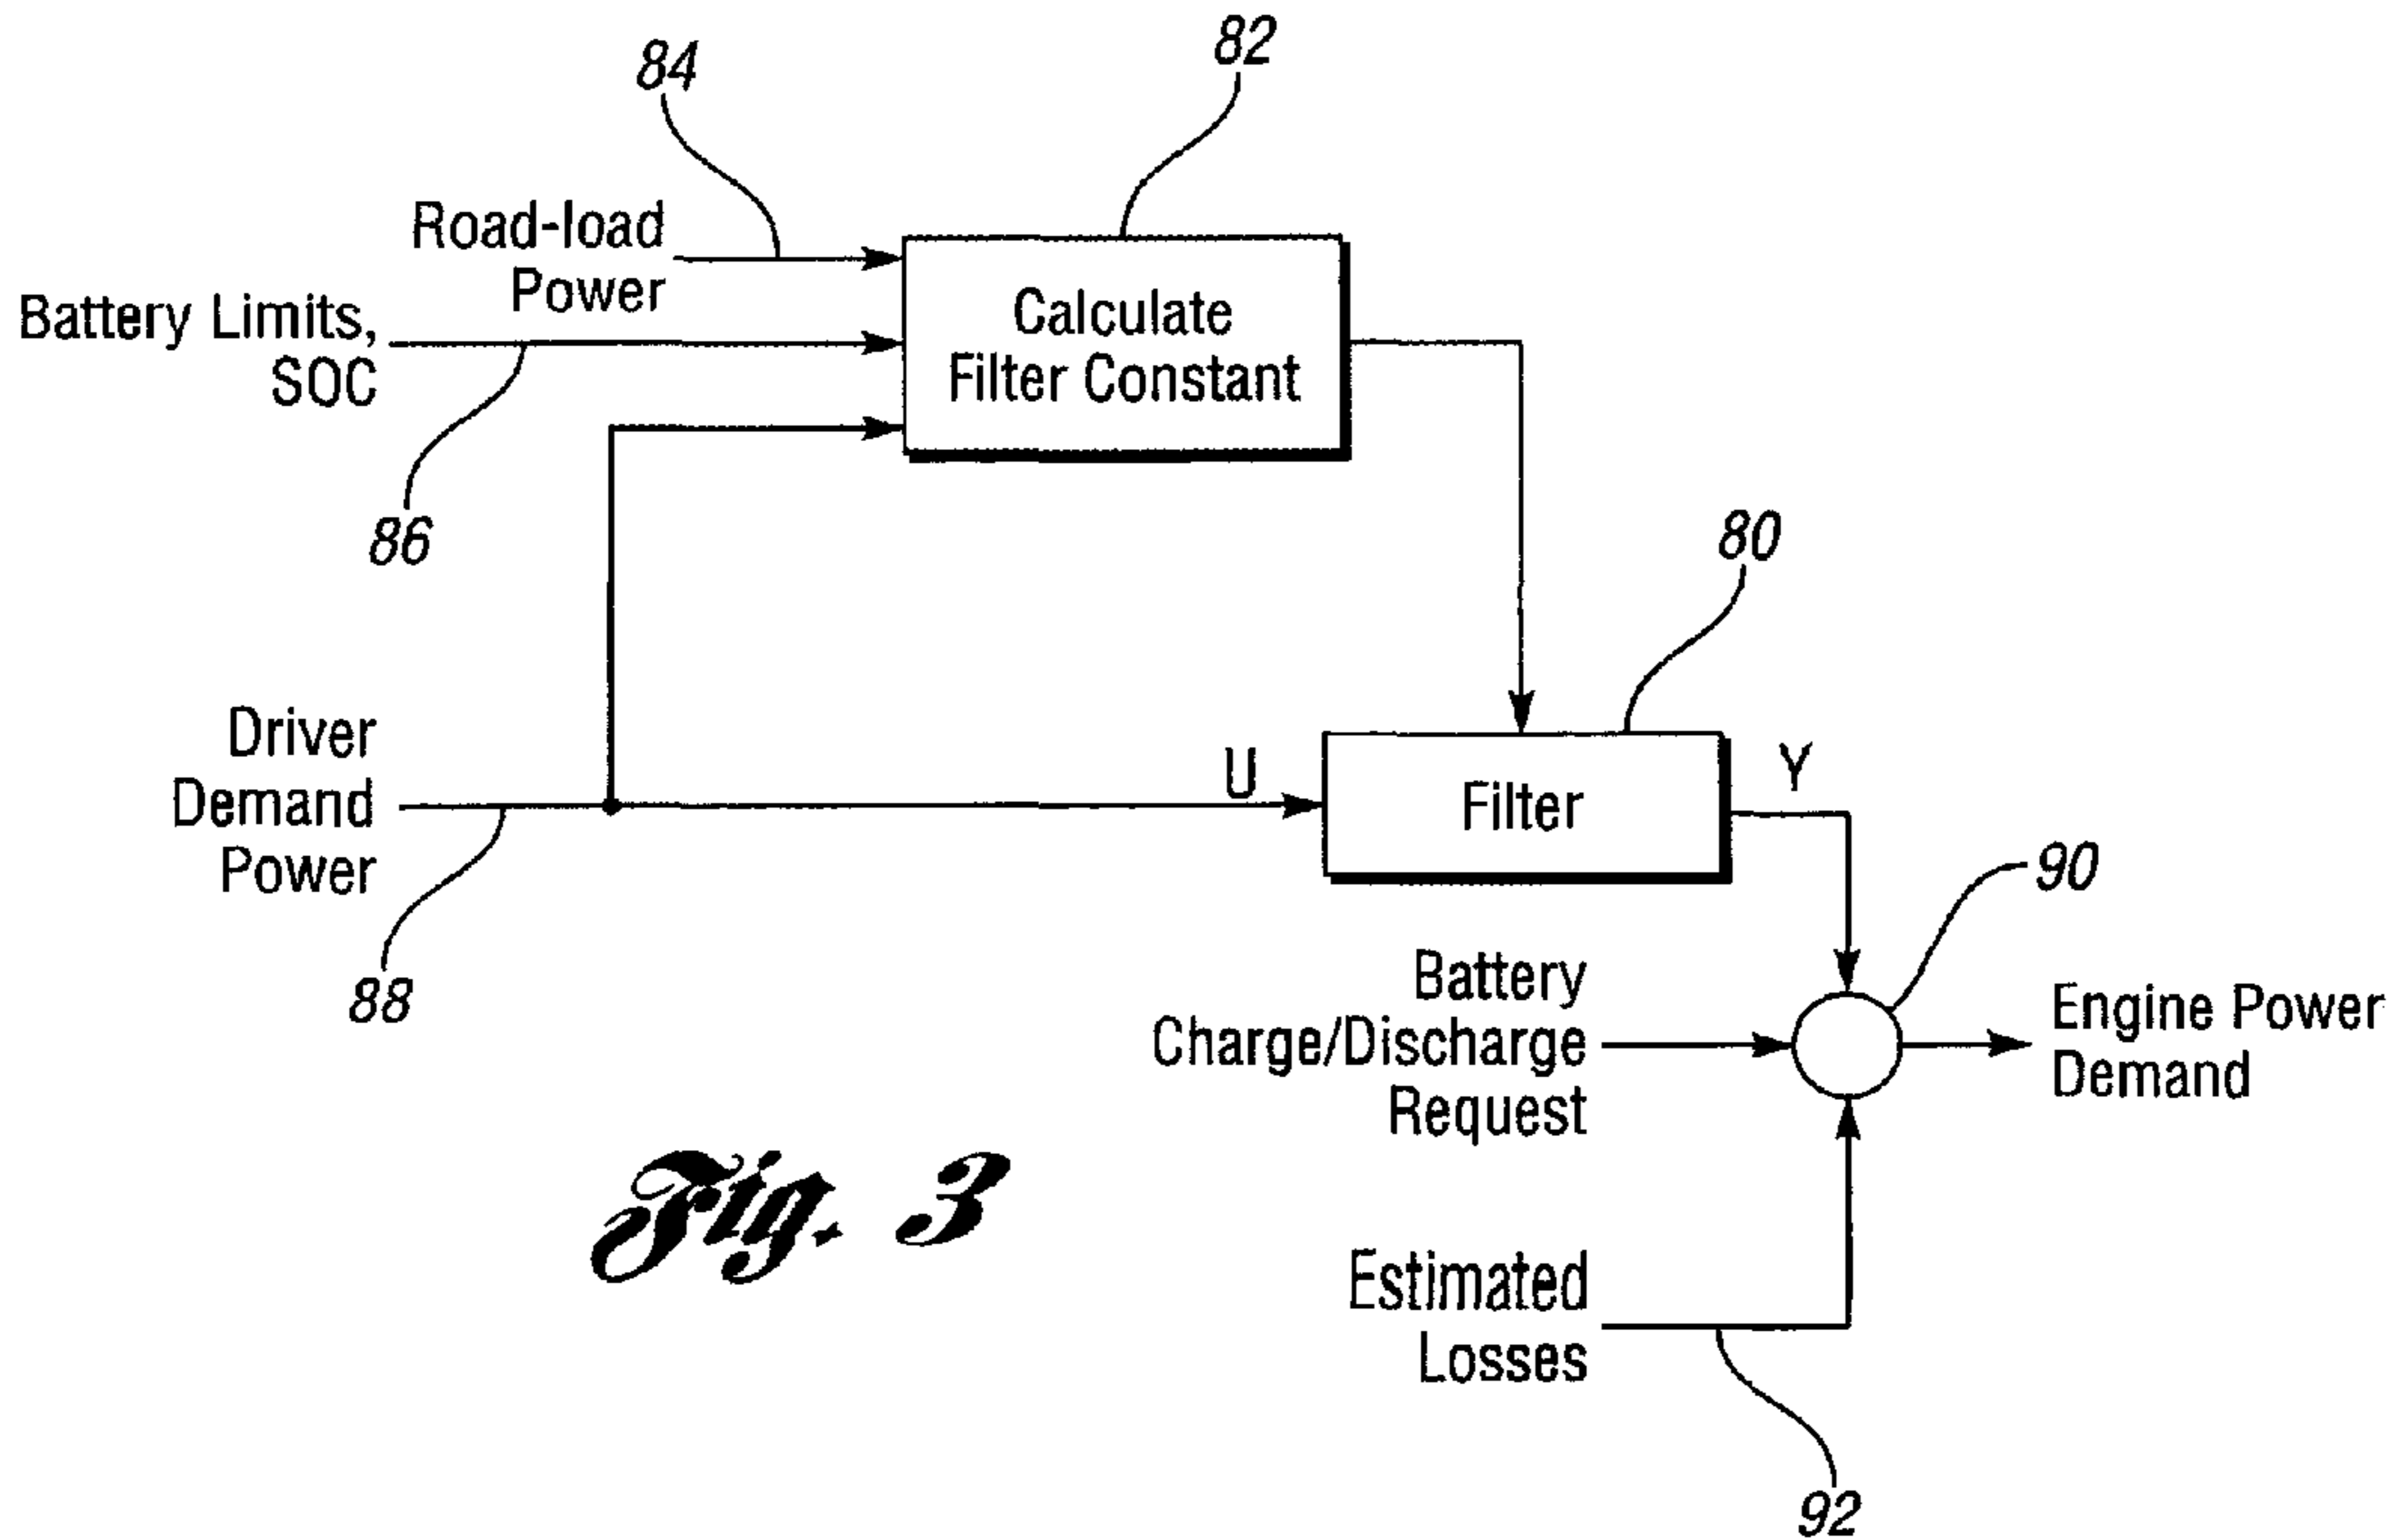 82
84
Road-load
Power
Battery Limits,
SOC
Calculate
Filter Constant
86
80
Driver
Demand
Power
U
Filter
Y
88
90
Battery
Charge/Discharge
Request
Engine Power
Demand
Fig. 3
Estimated
Losses
92